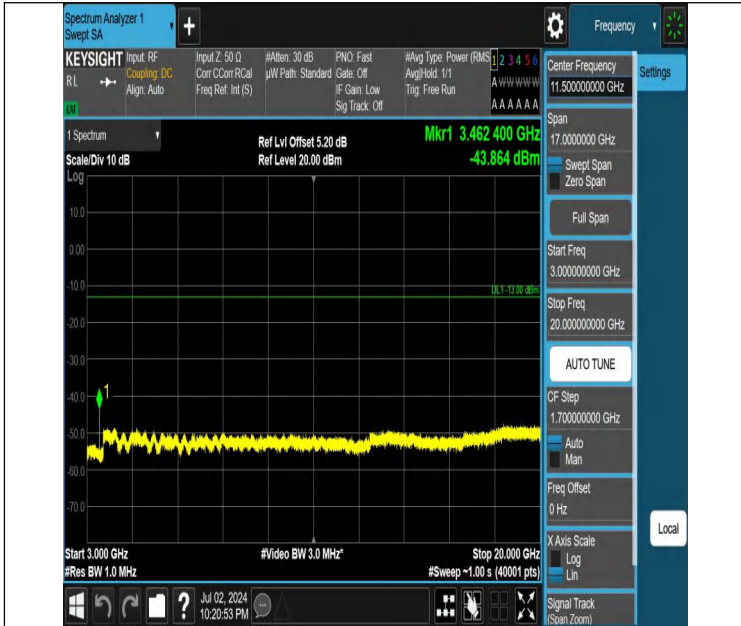 Spectrum Analyzer 1
Swept SA
+
Frequency
KEYSIGHT
RL
Input: RF
Coupling: DC
Align: Auto
Input Z: 50 Ω
Corr CCorr RCal
Freq Ref: Int (S)
#Atten: 30 dB
µW Path: Standard
PNO: Fast
Gate: Off
IF Gain: Low
Sig Track: Off
#Avg Type: Power (RMS
Avg|Hold: 1/1
Trig: Free Run
1 2 3 4 5 6
A W W W W W
A A A A A A
1 Spectrum
Scale/Div 10 dB
Log
Ref Lvl Offset 5.20 dB
Ref Level 20.00 dBm
Mkr1 3.462 400 GHz
-43.864 dBm
10.0
0.00
-10.0
DL1 -13.00 dBm
-20.0
-30.0
-40.0
1
-50.0
-60.0
-70.0
Start 3.000 GHz
#Res BW 1.0 MHz
#Video BW 3.0 MHz*
Stop 20.000 GHz
#Sweep ~1.00 s (40001 pts)
Center Frequency
11.500000000 GHz
Span
17.0000000 GHz
Swept Span
Zero Span
Full Span
Start Freq
3.000000000 GHz
Stop Freq
20.000000000 GHz
AUTO TUNE
CF Step
1.700000000 GHz
Auto
Man
Freq Offset
0 Hz
X Axis Scale
Log
Lin
Signal Track
(Span Zoom)
Settings
Local
?
Jul 02, 2024
10:20:53 PM